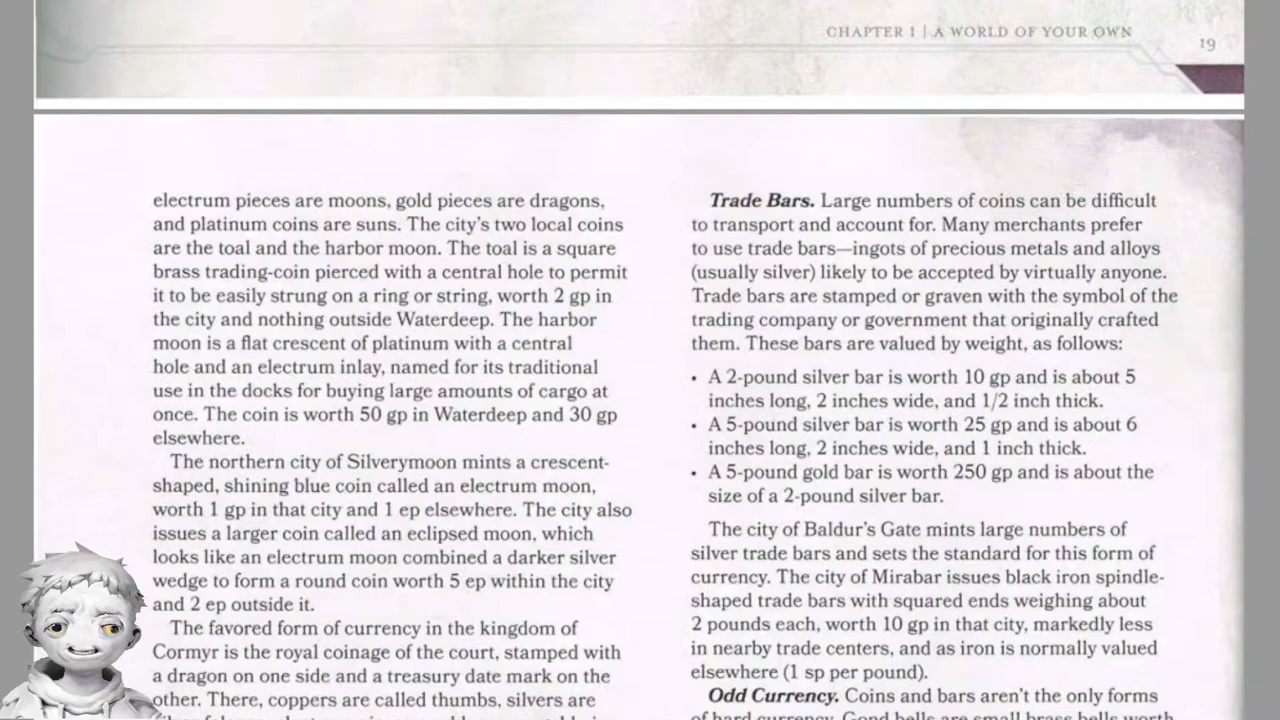 CHAPTER 1 | A WORLD OF YOUR OWN
19
electrum pieces are moons, gold pieces are dragons,
and platinum coins are suns. The city's two local coins
are the toal and the harbor moon. The toal is a square
brass trading-coin pierced with a central hole to permit
it to be easily strung on a ring or string, worth 2 gp in
the city and nothing outside Waterdeep. The harbor
moon is a flat crescent of platinum with a central
hole and an electrum inlay, named for its traditional
use in the docks for buying large amounts of cargo at
once. The coin is worth 50 gp in Waterdeep and 30 gp
elsewhere.
The northern city of Silverymoon mints a crescent-
shaped, shining blue coin called an electrum moon,
worth 1 gp in that city and 1 ep elsewhere. The city also
issues a larger coin called an eclipsed moon, which
looks like an electrum moon combined a darker silver
wedge to form a round coin worth 5 ep within the city
and 2 ep outside it.
The favored form of currency in the kingdom of
Cormyr is the royal coinage of the court, stamped with
a dragon on one side and a treasury date mark on the
other. There, coppers are called thumbs, silvers are
Trade Bars. Large numbers of coins can be difficult
to transport and account for. Many merchants prefer
to use trade bars—ingots of precious metals and alloys
(usually silver) likely to be accepted by virtually anyone.
Trade bars are stamped or graven with the symbol of the
trading company or government that originally crafted
them. These bars are valued by weight, as follows:
• A 2-pound silver bar is worth 10 gp and is about 5
inches long, 2 inches wide, and 1/2 inch thick.
• A 5-pound silver bar is worth 25 gp and is about 6
inches long, 2 inches wide, and 1 inch thick.
• A 5-pound gold bar is worth 250 gp and is about the
size of a 2-pound silver bar.
The city of Baldur's Gate mints large numbers of
silver trade bars and sets the standard for this form of
currency. The city of Mirabar issues black iron spindle-
shaped trade bars with squared ends weighing about
2 pounds each, worth 10 gp in that city, markedly less
in nearby trade centers, and as iron is normally valued
elsewhere (1 sp per pound).
Odd Currency. Coins and bars aren't the only forms
of hard currency. Gond bells are small brass bells worth